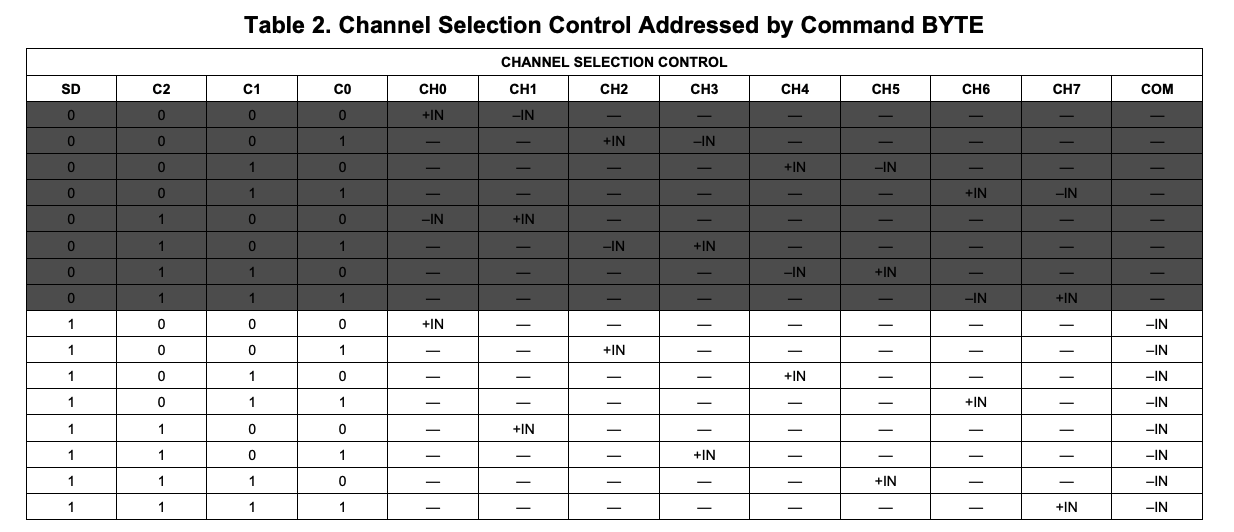 Table 2. Channel Selection Control Addressed by Command BYTE
CHANNEL SELECTION CONTROL
SD C2 C1 C0 CH0 CH1 CH2 CH3 CH4 CH5 CH6 CH7 COM
0 0 0 0 +IN –IN — — — — — — —
0 0 0 1 — — +IN –IN — — — — —
0 0 1 0 — — — — +IN –IN — — —
0 0 1 1 — — — — — — +IN –IN —
0 1 0 0 –IN +IN — — — — — — —
0 1 0 1 — — –IN +IN — — — — —
0 1 1 0 — — — — –IN +IN — — —
0 1 1 1 — — — — — — –IN +IN —
1 0 0 0 +IN — — — — — — — –IN
1 0 0 1 — — +IN — — — — — –IN
1 0 1 0 — — — — +IN — — — –IN
1 0 1 1 — — — — — — +IN — –IN
1 1 0 0 — +IN — — — — — — –IN
1 1 0 1 — — — +IN — — — — –IN
1 1 1 0 — — — — — +IN — — –IN
1 1 1 1 — — — — — — — +IN –IN